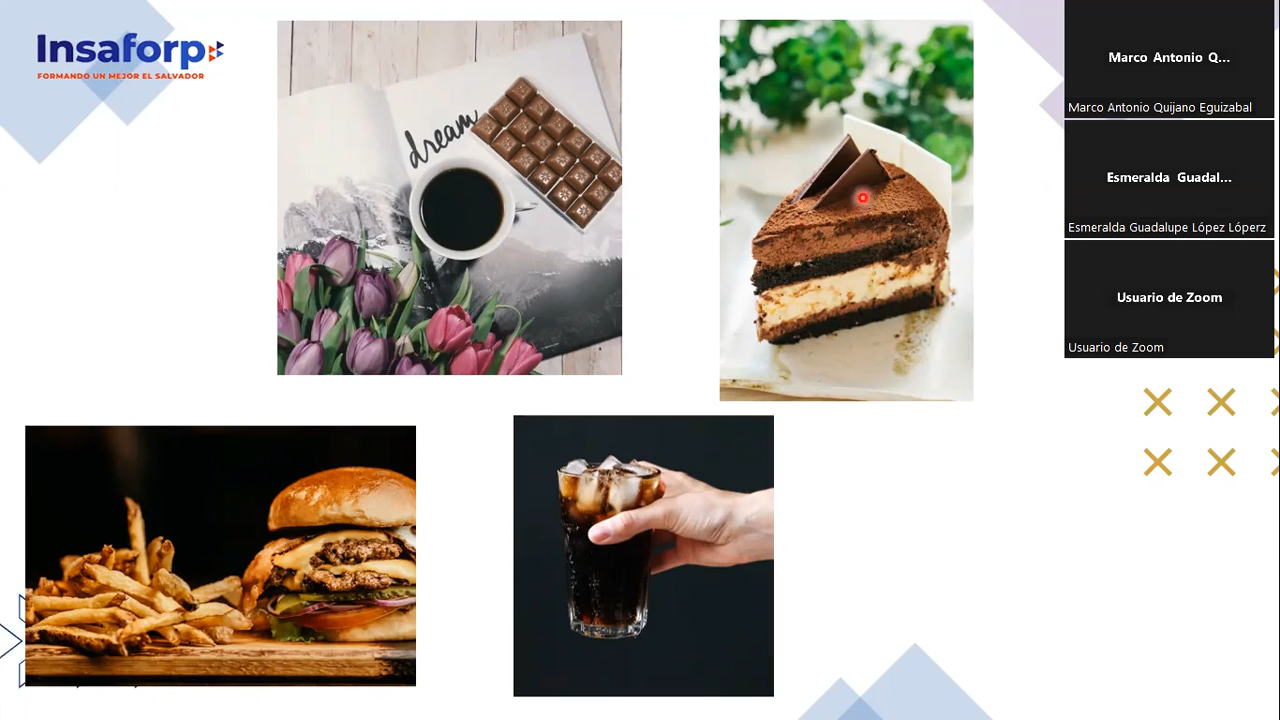 Insaforp
FORMANDO UN MEJOR EL SALVADOR
dream
Marco Antonio Q...
Marco Antonio Quijano Eguizabal
Esmeralda Guadal...
Esmeralda Guadalupe López Lóperz
Usuario de Zoom
Usuario de Zoom